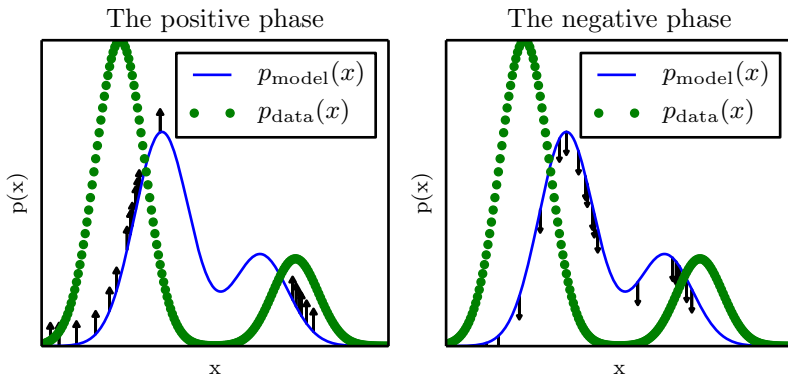 The positive phase
p_model(x)
p_data(x)
p(x)
x
The negative phase
p_model(x)
p_data(x)
p(x)
x